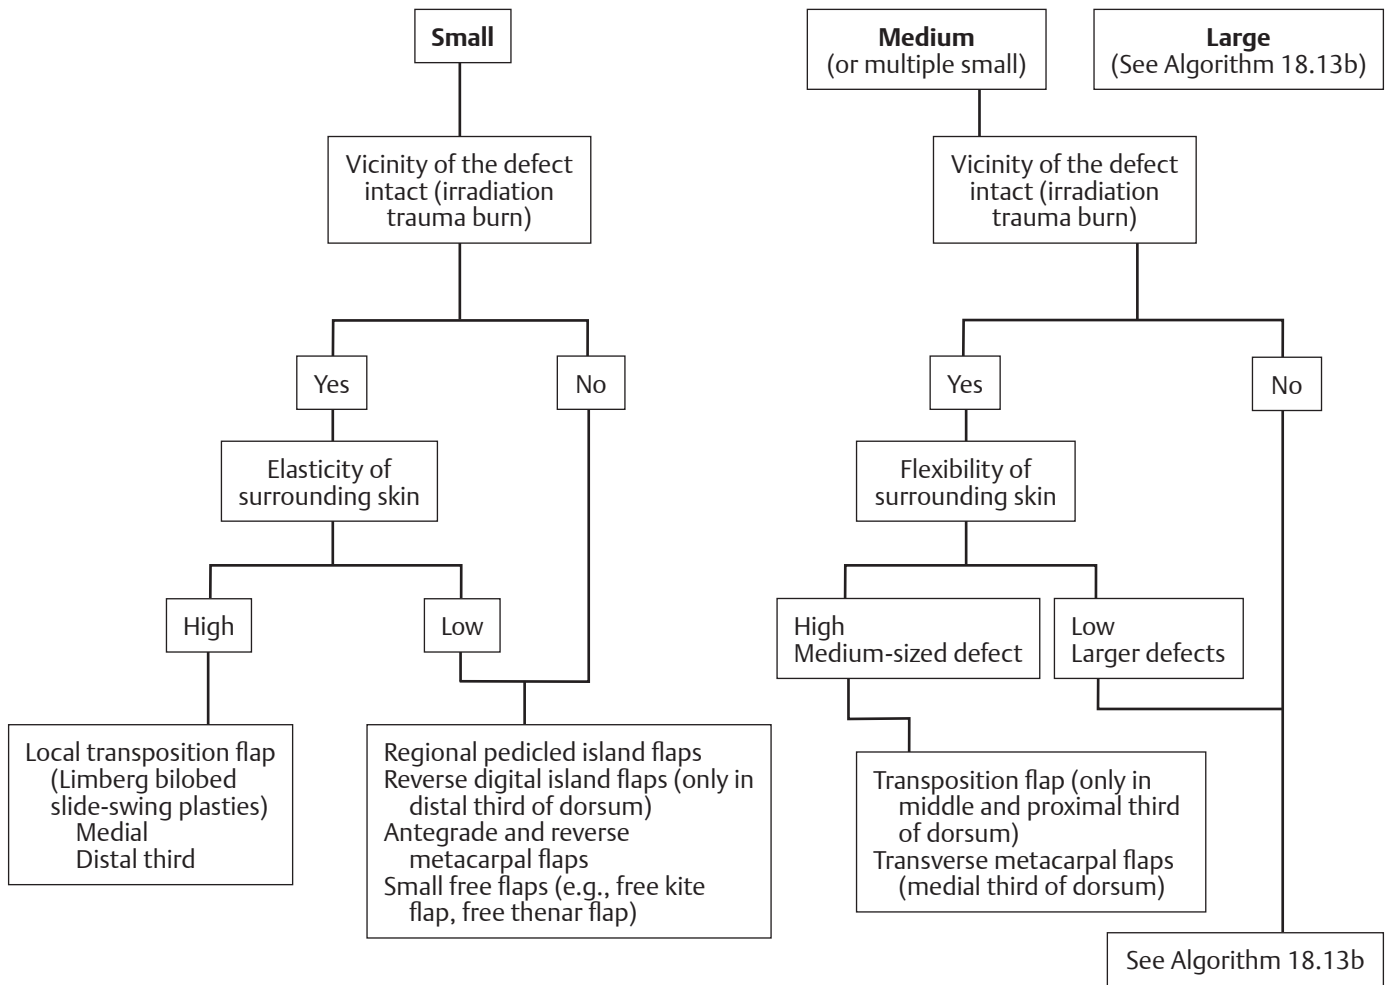 Small
Vicinity of the defect
intact (irradiation
trauma burn)
Yes
No
Elasticity of
surrounding skin
High
Low
Local transposition flap
(Limberg bilobed
slide-swing plasties)
Medial
Distal third
Regional pedicled island flaps
Reverse digital island flaps (only in
distal third of dorsum)
Antegrade and reverse
metacarpal flaps
Small free flaps (e.g., free kite
flap, free thenar flap)
Medium
(or multiple small)
Vicinity of the defect
intact (irradiation
trauma burn)
Yes
No
Flexibility of
surrounding skin
High
Medium-sized defect
Low
Larger defects
Transposition flap (only in
middle and proximal third
of dorsum)
Transverse metacarpal flaps
(medial third of dorsum)
See Algorithm 18.13b
Large
(See Algorithm 18.13b)